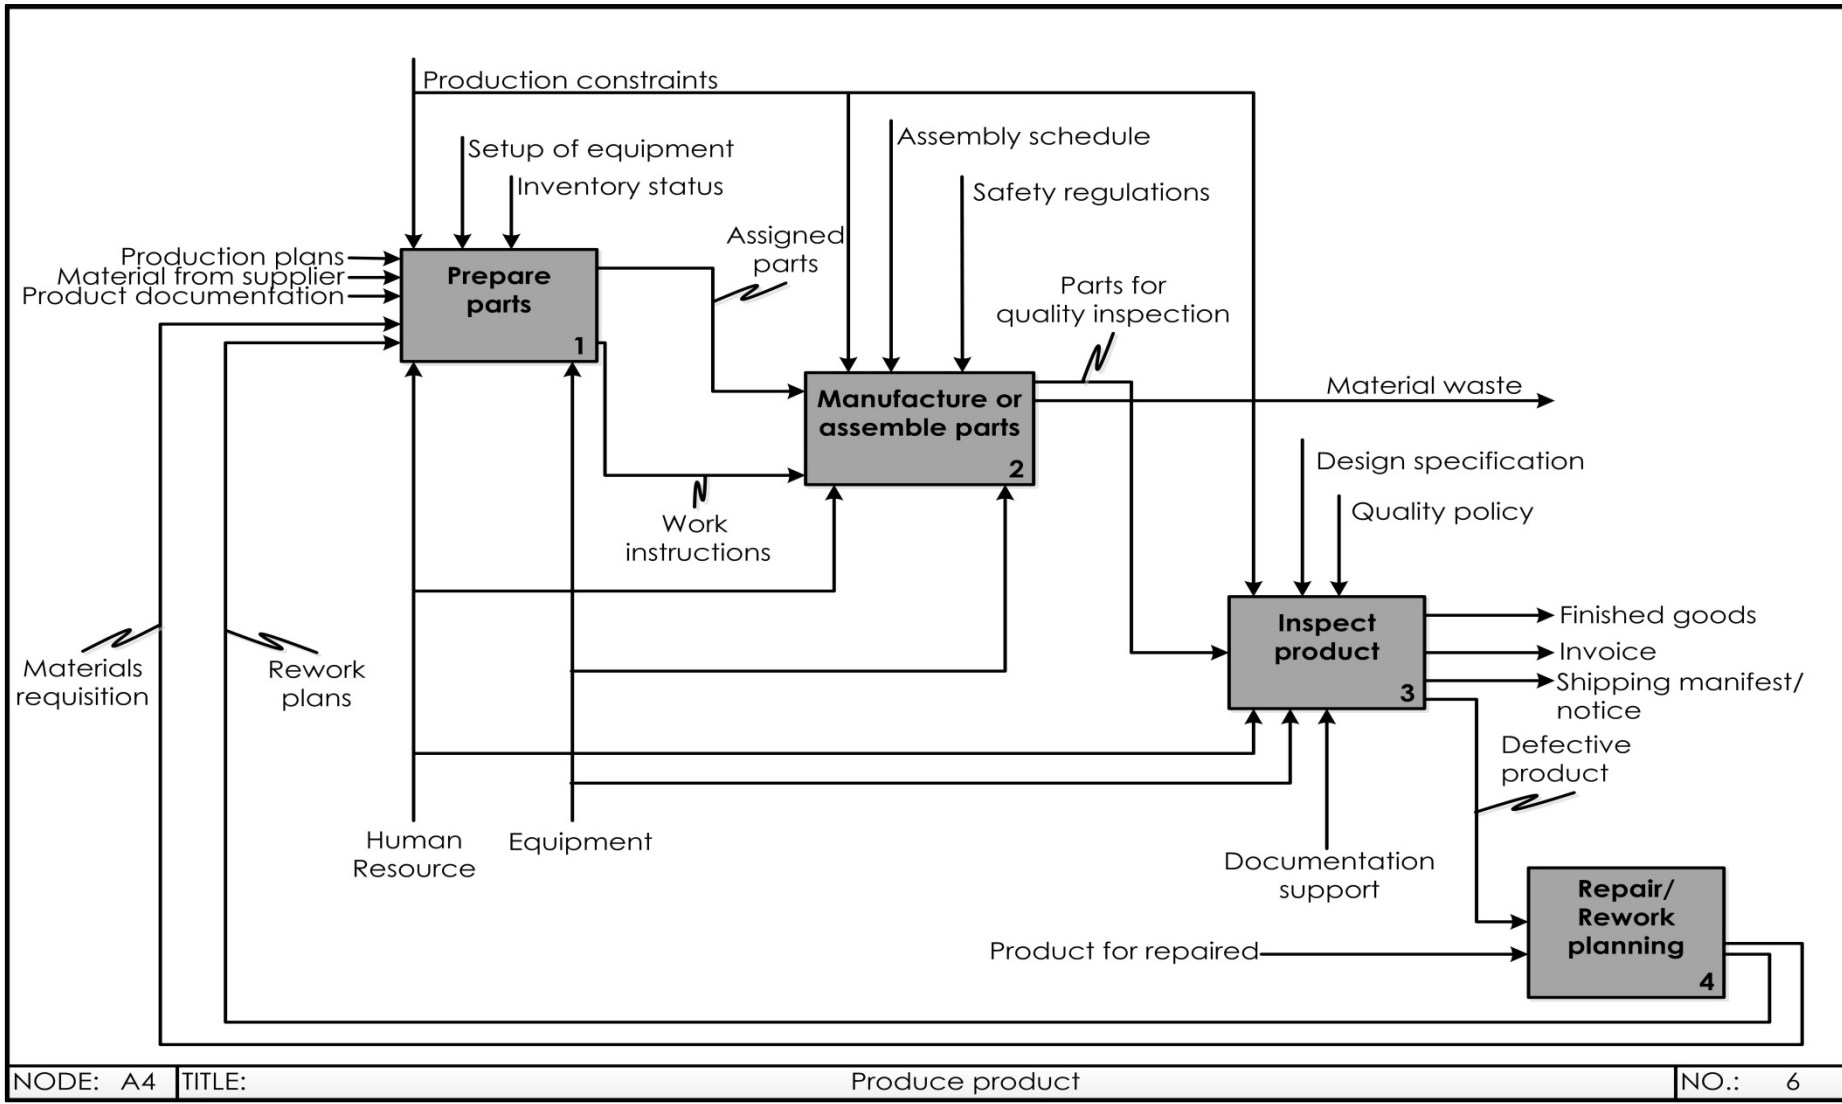 Production constraints
Setup of equipment
Inventory status
Assembly schedule
Safety regulations
Production plans
Material from supplier
Product documentation
Prepare
parts
1
Assigned
parts
Parts for
quality inspection
Manufacture or
assemble parts
2
Material waste
Work
instructions
Design specification
Quality policy
Materials
requisition
Rework
plans
Inspect
product
3
Finished goods
Invoice
Shipping manifest/
notice
Defective
product
Human
Resource
Equipment
Documentation
support
Product for repaired
Repair/
Rework
planning
4
NODE: A4 TITLE: Produce product NO.: 6